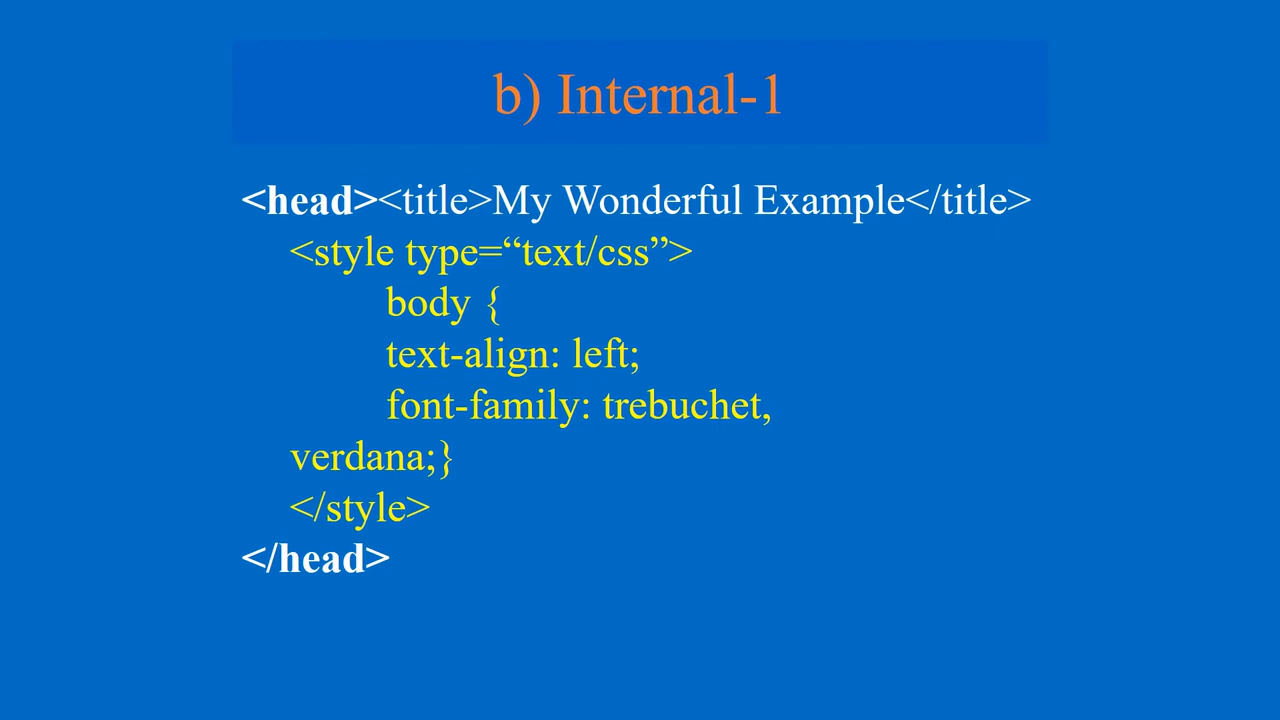 b) Internal-1
<head><title>My Wonderful Example</title>
<style type=“text/css”>
body {
text-align: left;
font-family: trebuchet,
verdana;}
</style>
</head>